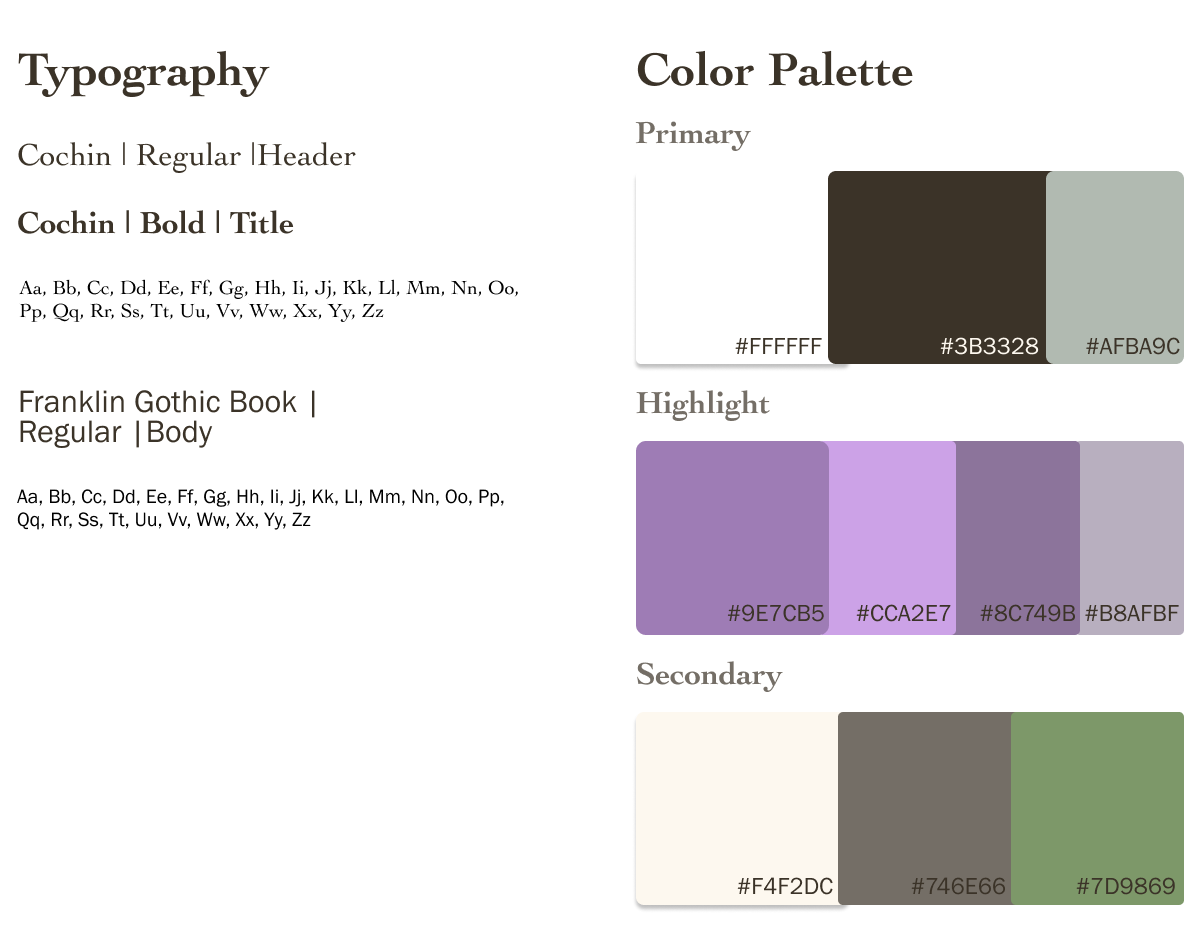 Typography
Cochin | Regular |Header
Cochin | Bold | Title
Aa, Bb, Cc, Dd, Ee, Ff, Gg, Hh, Ii, Jj, Kk, Ll, Mm, Nn, Oo,
Pp, Qq, Rr, Ss, Tt, Uu, Vv, Ww, Xx, Yy, Zz
Franklin Gothic Book |
Regular |Body
Aa, Bb, Cc, Dd, Ee, Ff, Gg, Hh, Ii, Jj, Kk, Ll, Mm, Nn, Oo, Pp,
Qq, Rr, Ss, Tt, Uu, Vv, Ww, Xx, Yy, Zz
Color Palette
Primary
#FFFFFF #3B3328 #AFBA9C
Highlight
#9E7CB5 #CCA2E7 #8C749B #B8AFBF
Secondary
#F4F2DC #746E66 #7D9869